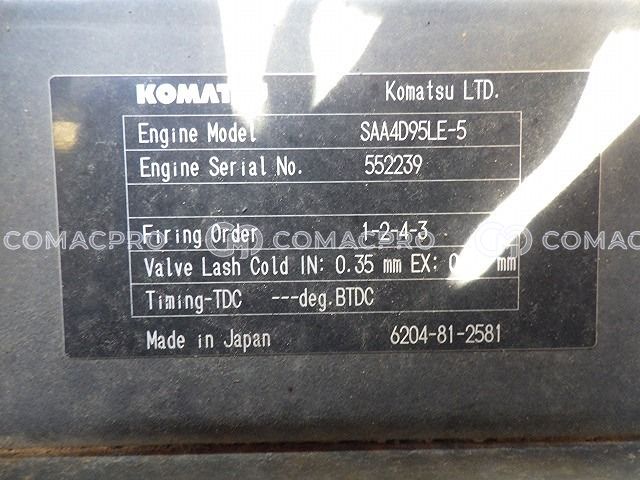 KOMATSU Komatsu LTD.
Engine Model SAA4D95LE-5
Engine Serial No. 552239
Firing Order 1-2-4-3
COMACPRO COMACPRO COMACPRO
Valve Lash Cold IN: 0.35 mm EX: mm
Timing-TDC ---deg.BTDC
Made in Japan 6204-81-2581